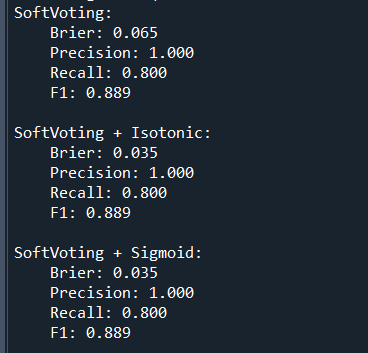 SoftVoting:
Brier: 0.065
Precision: 1.000
Recall: 0.800
F1: 0.889
SoftVoting + Isotonic:
Brier: 0.035
Precision: 1.000
Recall: 0.800
F1: 0.889
SoftVoting + Sigmoid:
Brier: 0.035
Precision: 1.000
Recall: 0.800
F1: 0.889